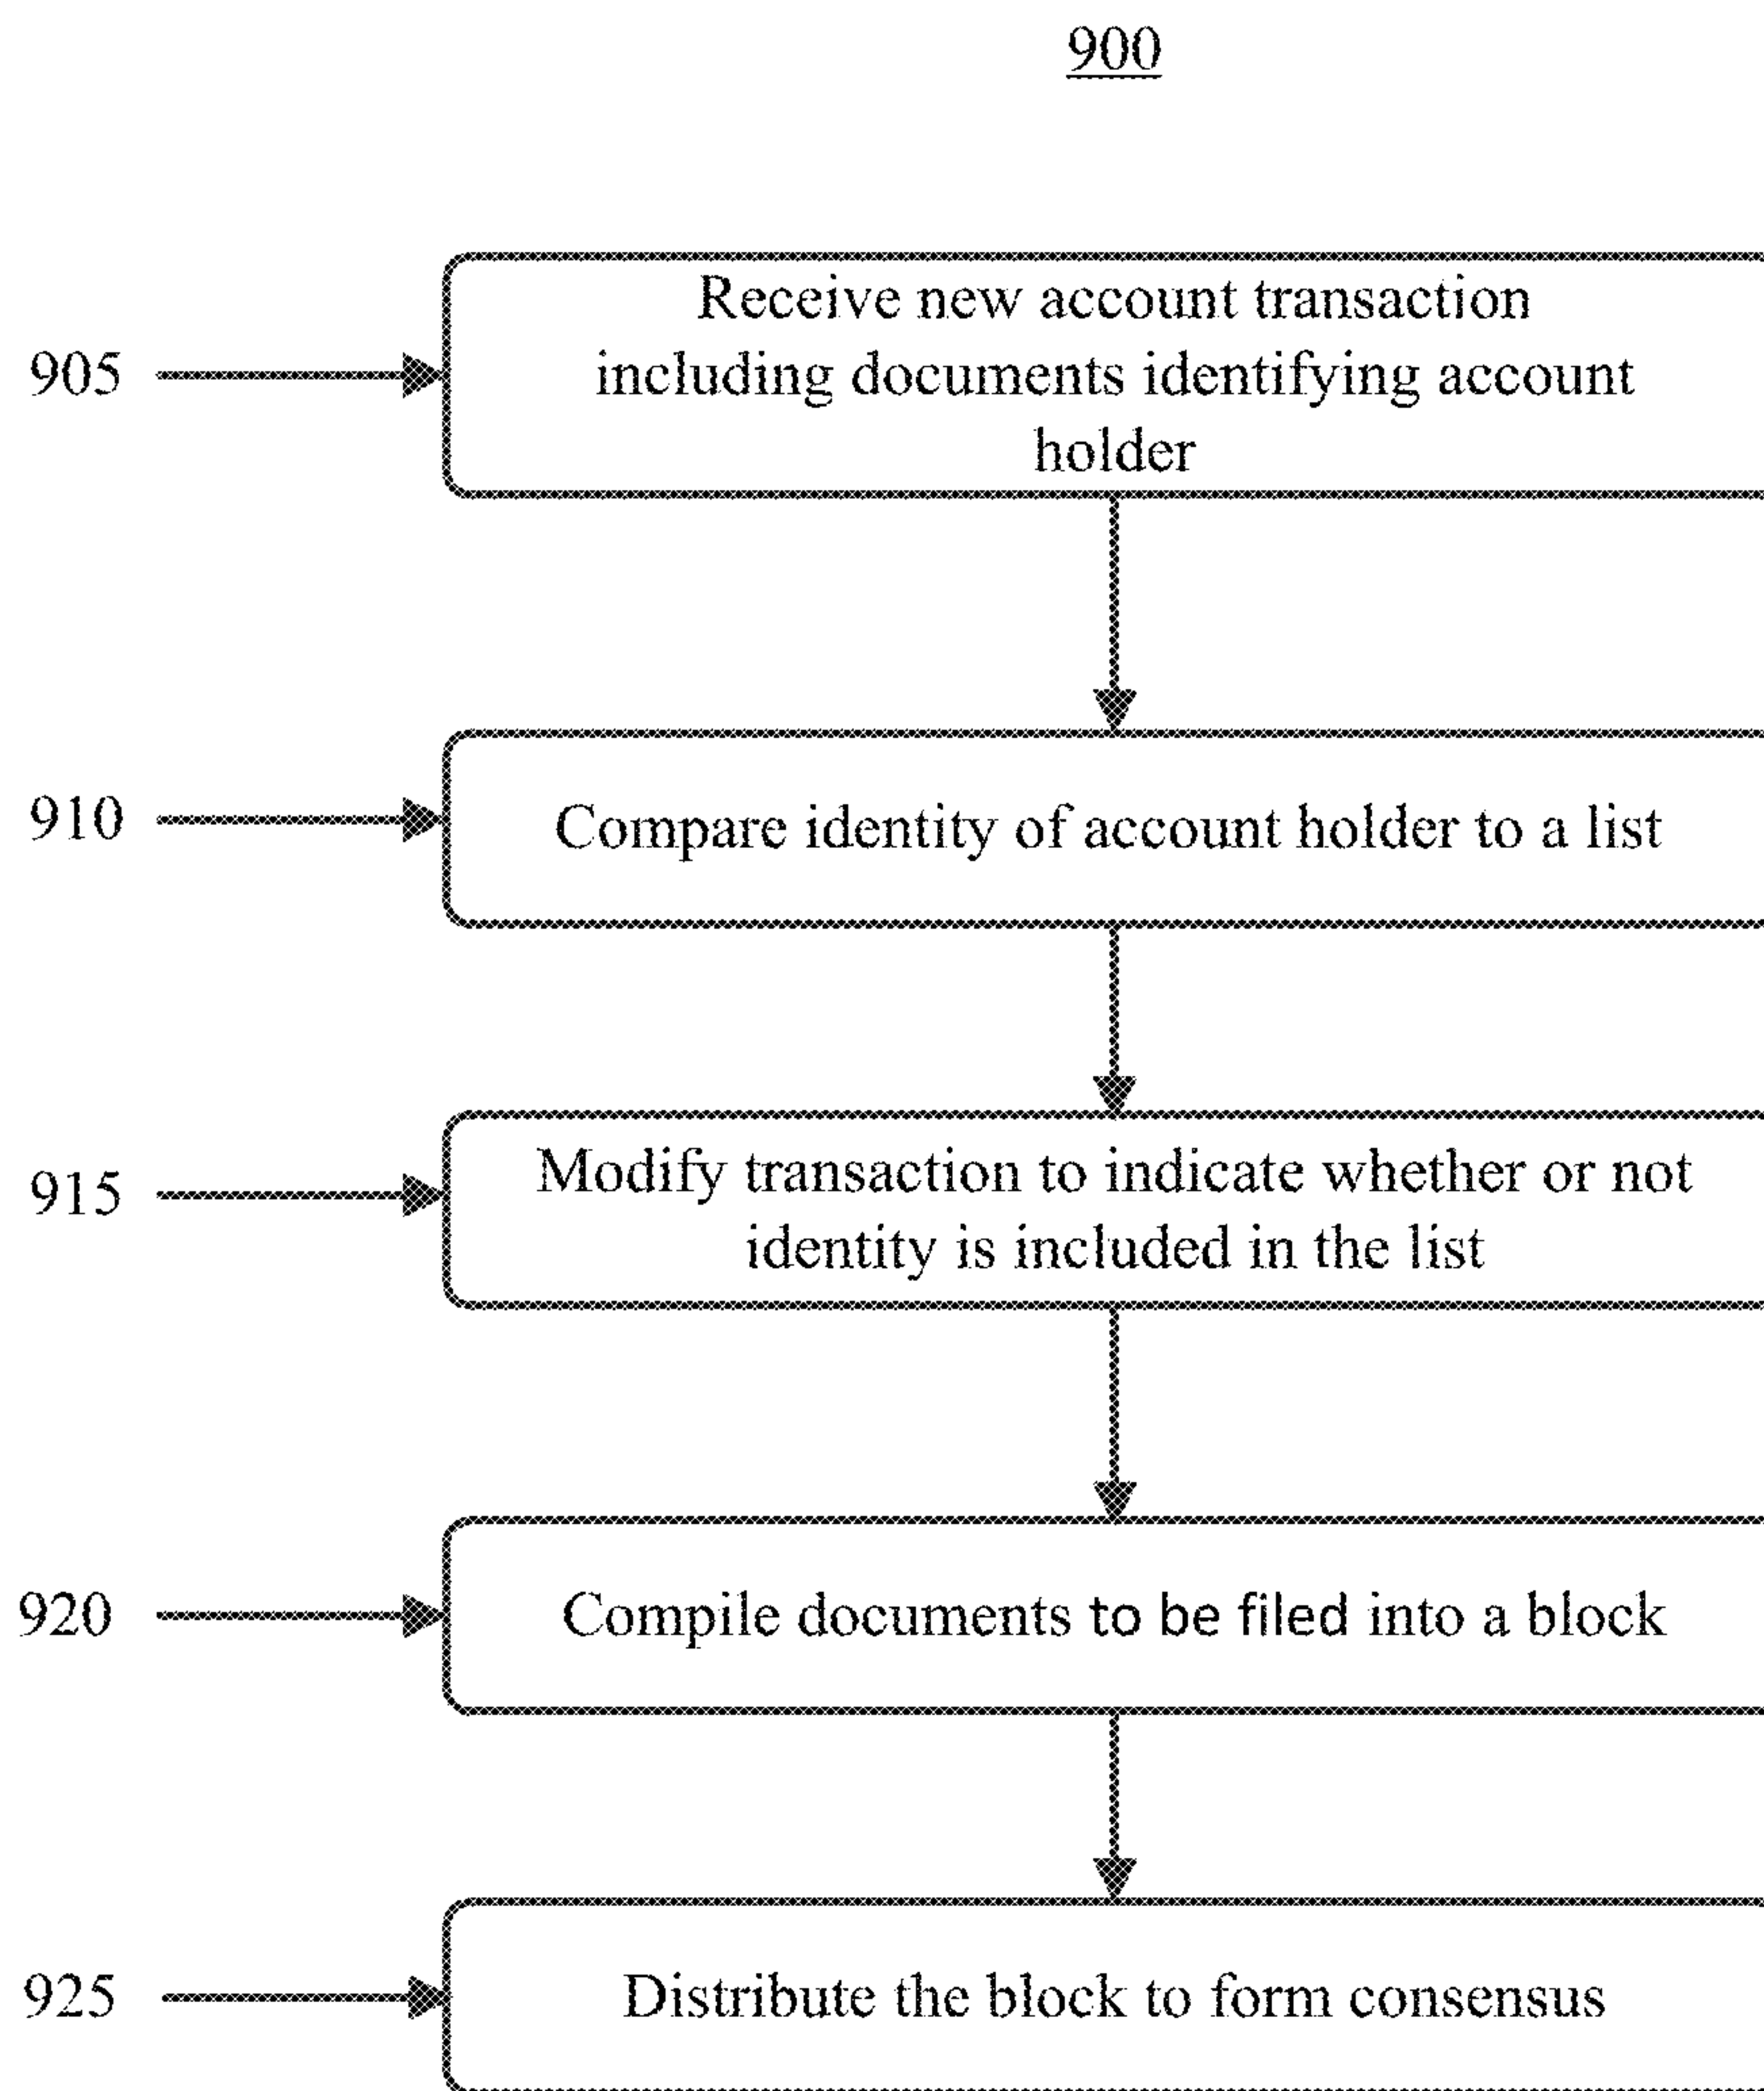 900
905
Receive new account transaction
including documents identifying account
holder
910
Compare identity of account holder to a list
915
Modify transaction to indicate whether or not
identity is included in the list
920
Compile documents to be filed into a block
925
Distribute the block to form consensus